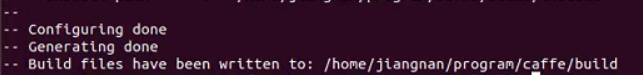 --
-- Configuring done
-- Generating done
-- Build files have been written to: /home/jiangnan/program/caffe/build